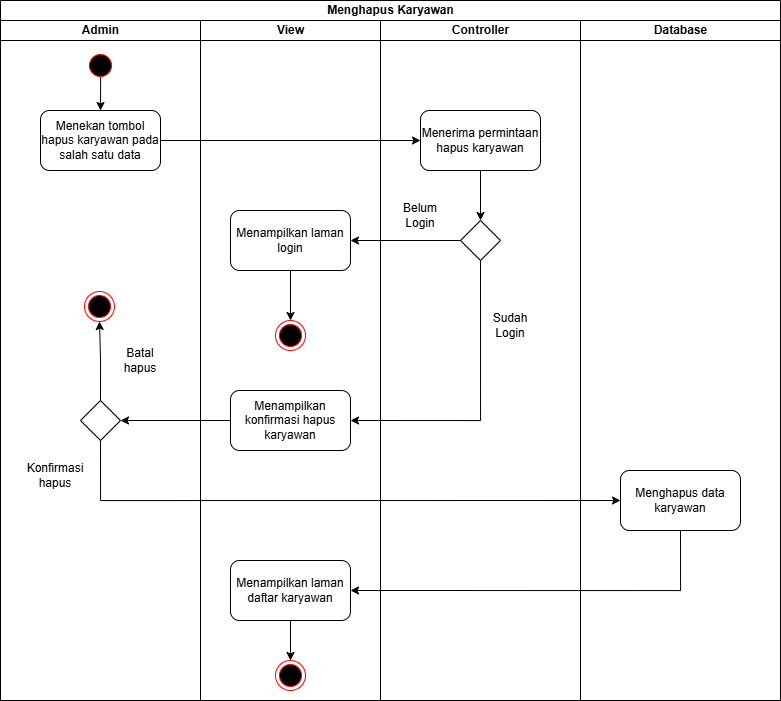 Menghapus Karyawan
Admin
View
Controller
Database
Menekan tombol
hapus karyawan pada
salah satu data
Menerima permintaan
hapus karyawan
Belum
Login
Menampilkan laman
login
Sudah
Login
Batal
hapus
Menampilkan
konfirmasi hapus
karyawan
Konfirmasi
hapus
Menghapus data
karyawan
Menampilkan laman
daftar karyawan